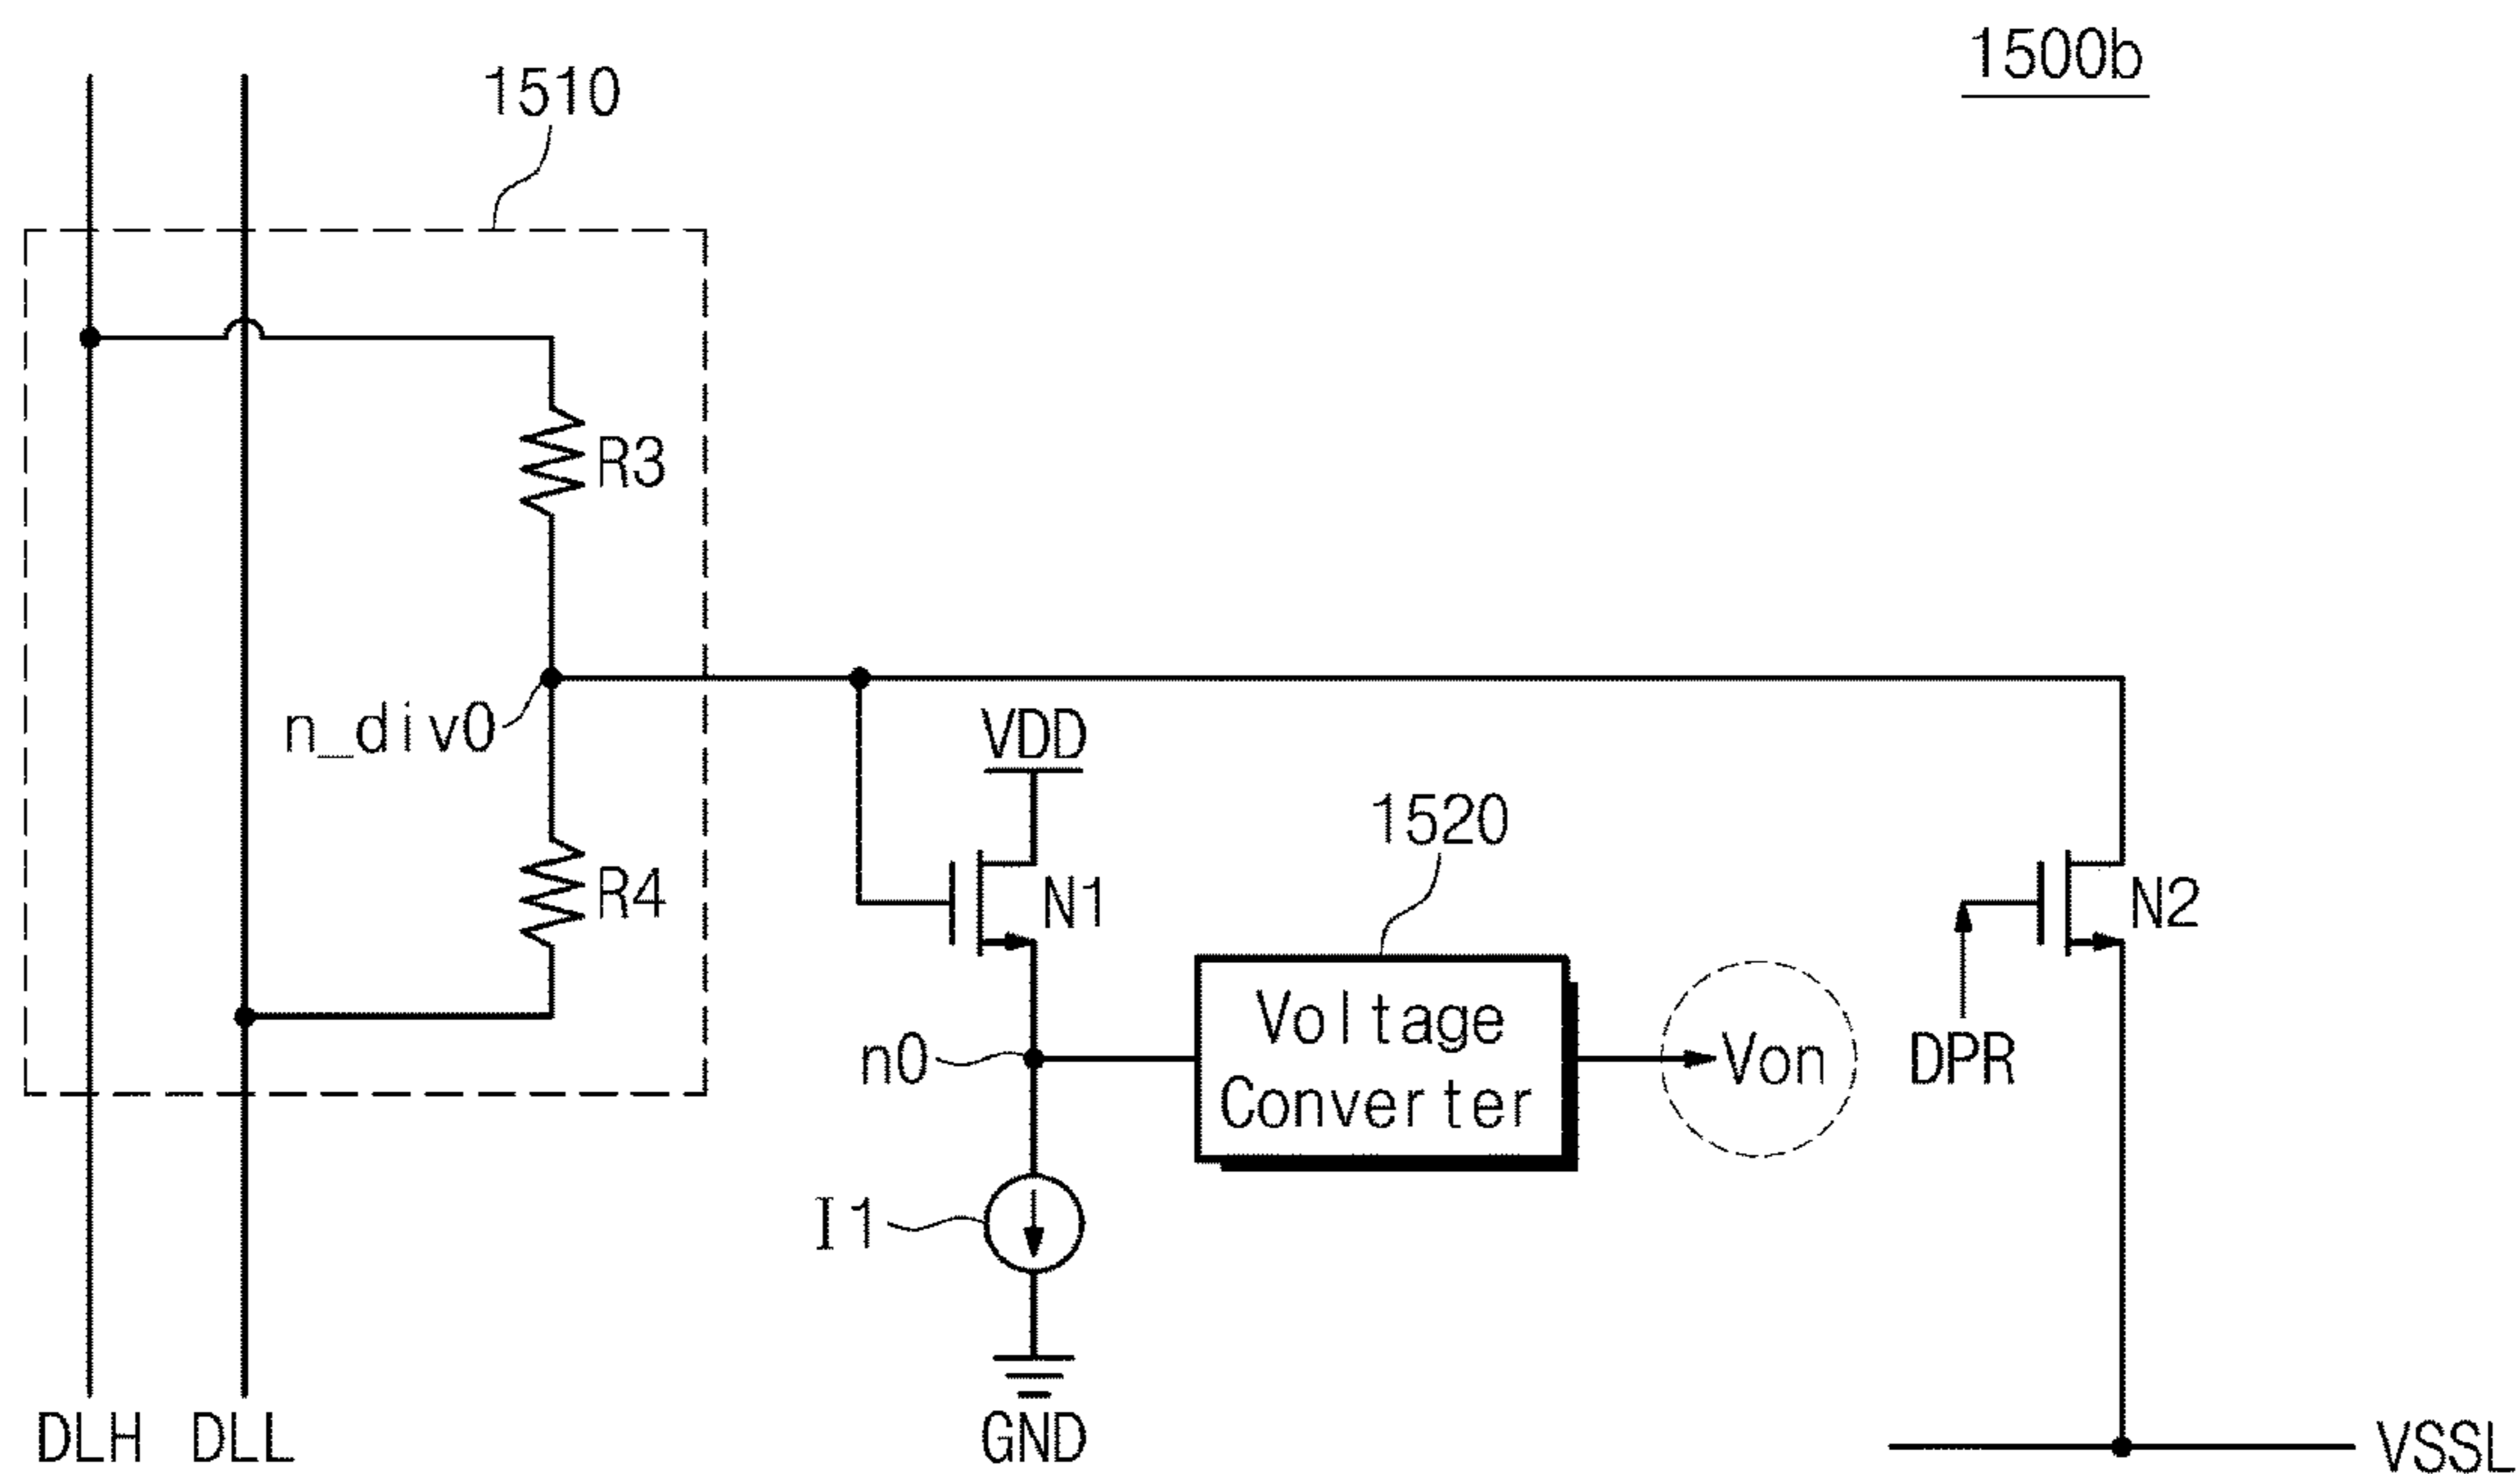 1500b
1510
R3
n_div0
VDD
1520
R4
N1
N2
Voltage
Converter
n0
Von
DPR
I1
DLH
DLL
GND
VSSL